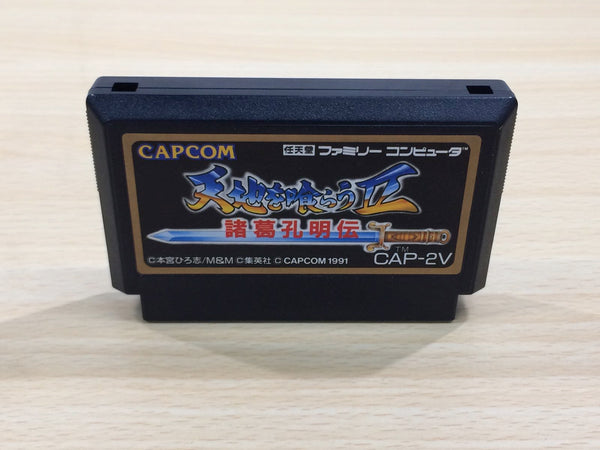 CAPCOM 任天堂 ファミリー コンピュータ™
天地を喰らうII
諸葛孔明伝
TM
CAP-2V
©本宮ひろ志/M&M ©集英社 © CAPCOM 1991